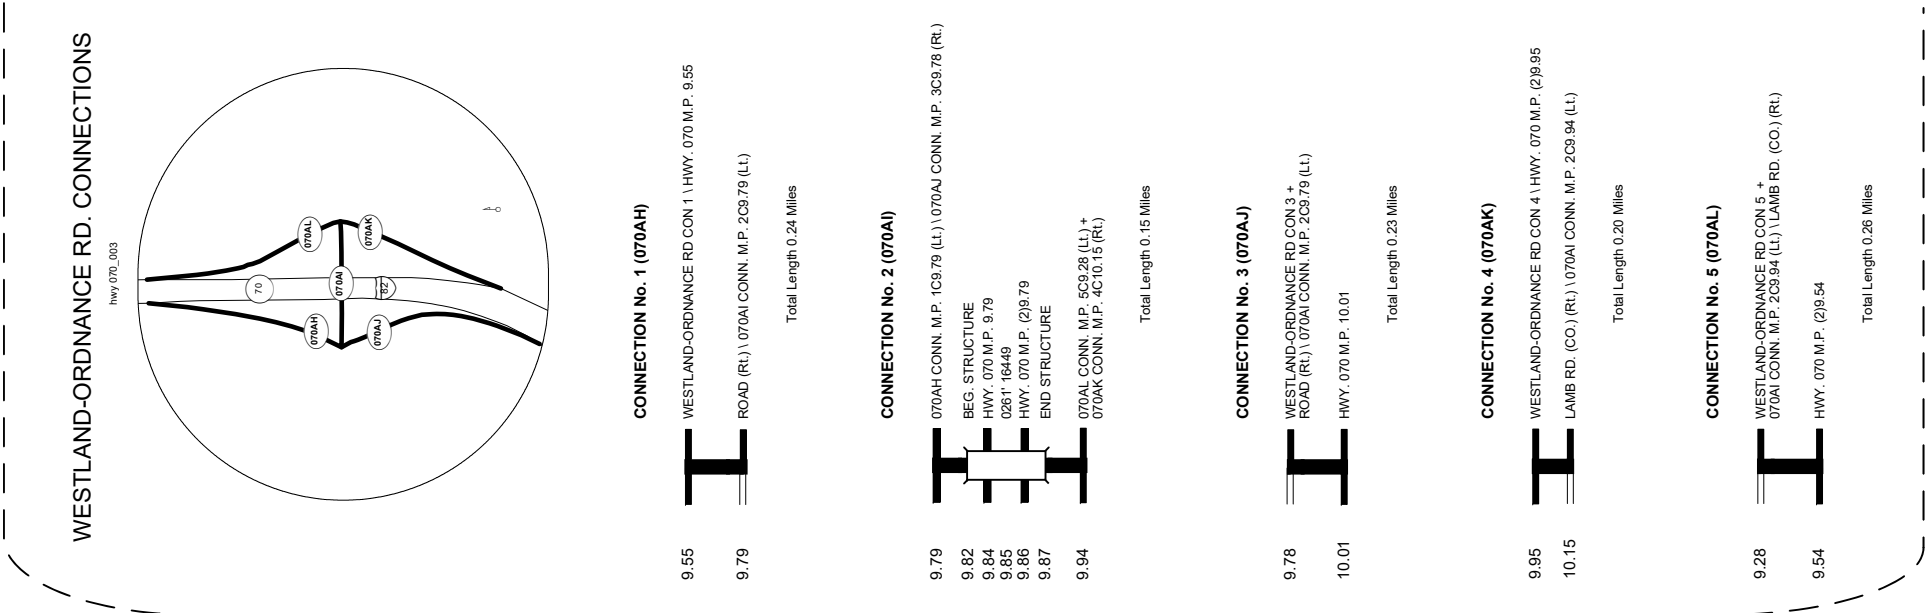 WESTLAND-ORDNANCE RD. CONNECTIONS
hwy 070_003
070AL
070AK
70
070AI
82
070AH
070AJ
CONNECTION No. 1 (070AH)
9.55 WESTLAND-ORDNANCE RD CON 1 \ HWY. 070 M.P. 9.55
9.79 ROAD (Rt.) \ 070AI CONN. M.P. 2C9.79 (Lt.)
Total Length 0.24 Miles
CONNECTION No. 2 (070AI)
9.79 070AH CONN. M.P. 1C9.79 (Lt.) \ 070AJ CONN. M.P. 3C9.78 (Rt.)
9.82 BEG. STRUCTURE
9.84 HWY. 070 M.P. 9.79
9.85 0261' 16449
9.86 HWY. 070 M.P. (2)9.79
9.87 END STRUCTURE
9.94 070AL CONN. M.P. 5C9.28 (Lt.) +
070AK CONN. M.P. 4C10.15 (Rt.)
Total Length 0.15 Miles
CONNECTION No. 3 (070AJ)
9.78 WESTLAND-ORDNANCE RD CON 3 +
ROAD (Rt.) \ 070AI CONN. M.P. 2C9.79 (Lt.)
10.01 HWY. 070 M.P. 10.01
Total Length 0.23 Miles
CONNECTION No. 4 (070AK)
9.95 WESTLAND-ORDNANCE RD CON 4 \ HWY. 070 M.P. (2)9.95
10.15 LAMB RD. (CO.) (Rt.) \ 070AI CONN. M.P. 2C9.94 (Lt.)
Total Length 0.20 Miles
CONNECTION No. 5 (070AL)
9.28 WESTLAND-ORDNANCE RD CON 5 +
070AI CONN. M.P. 2C9.94 (Lt.) \ LAMB RD. (CO.) (Rt.)
9.54 HWY. 070 M.P. (2)9.54
Total Length 0.26 Miles